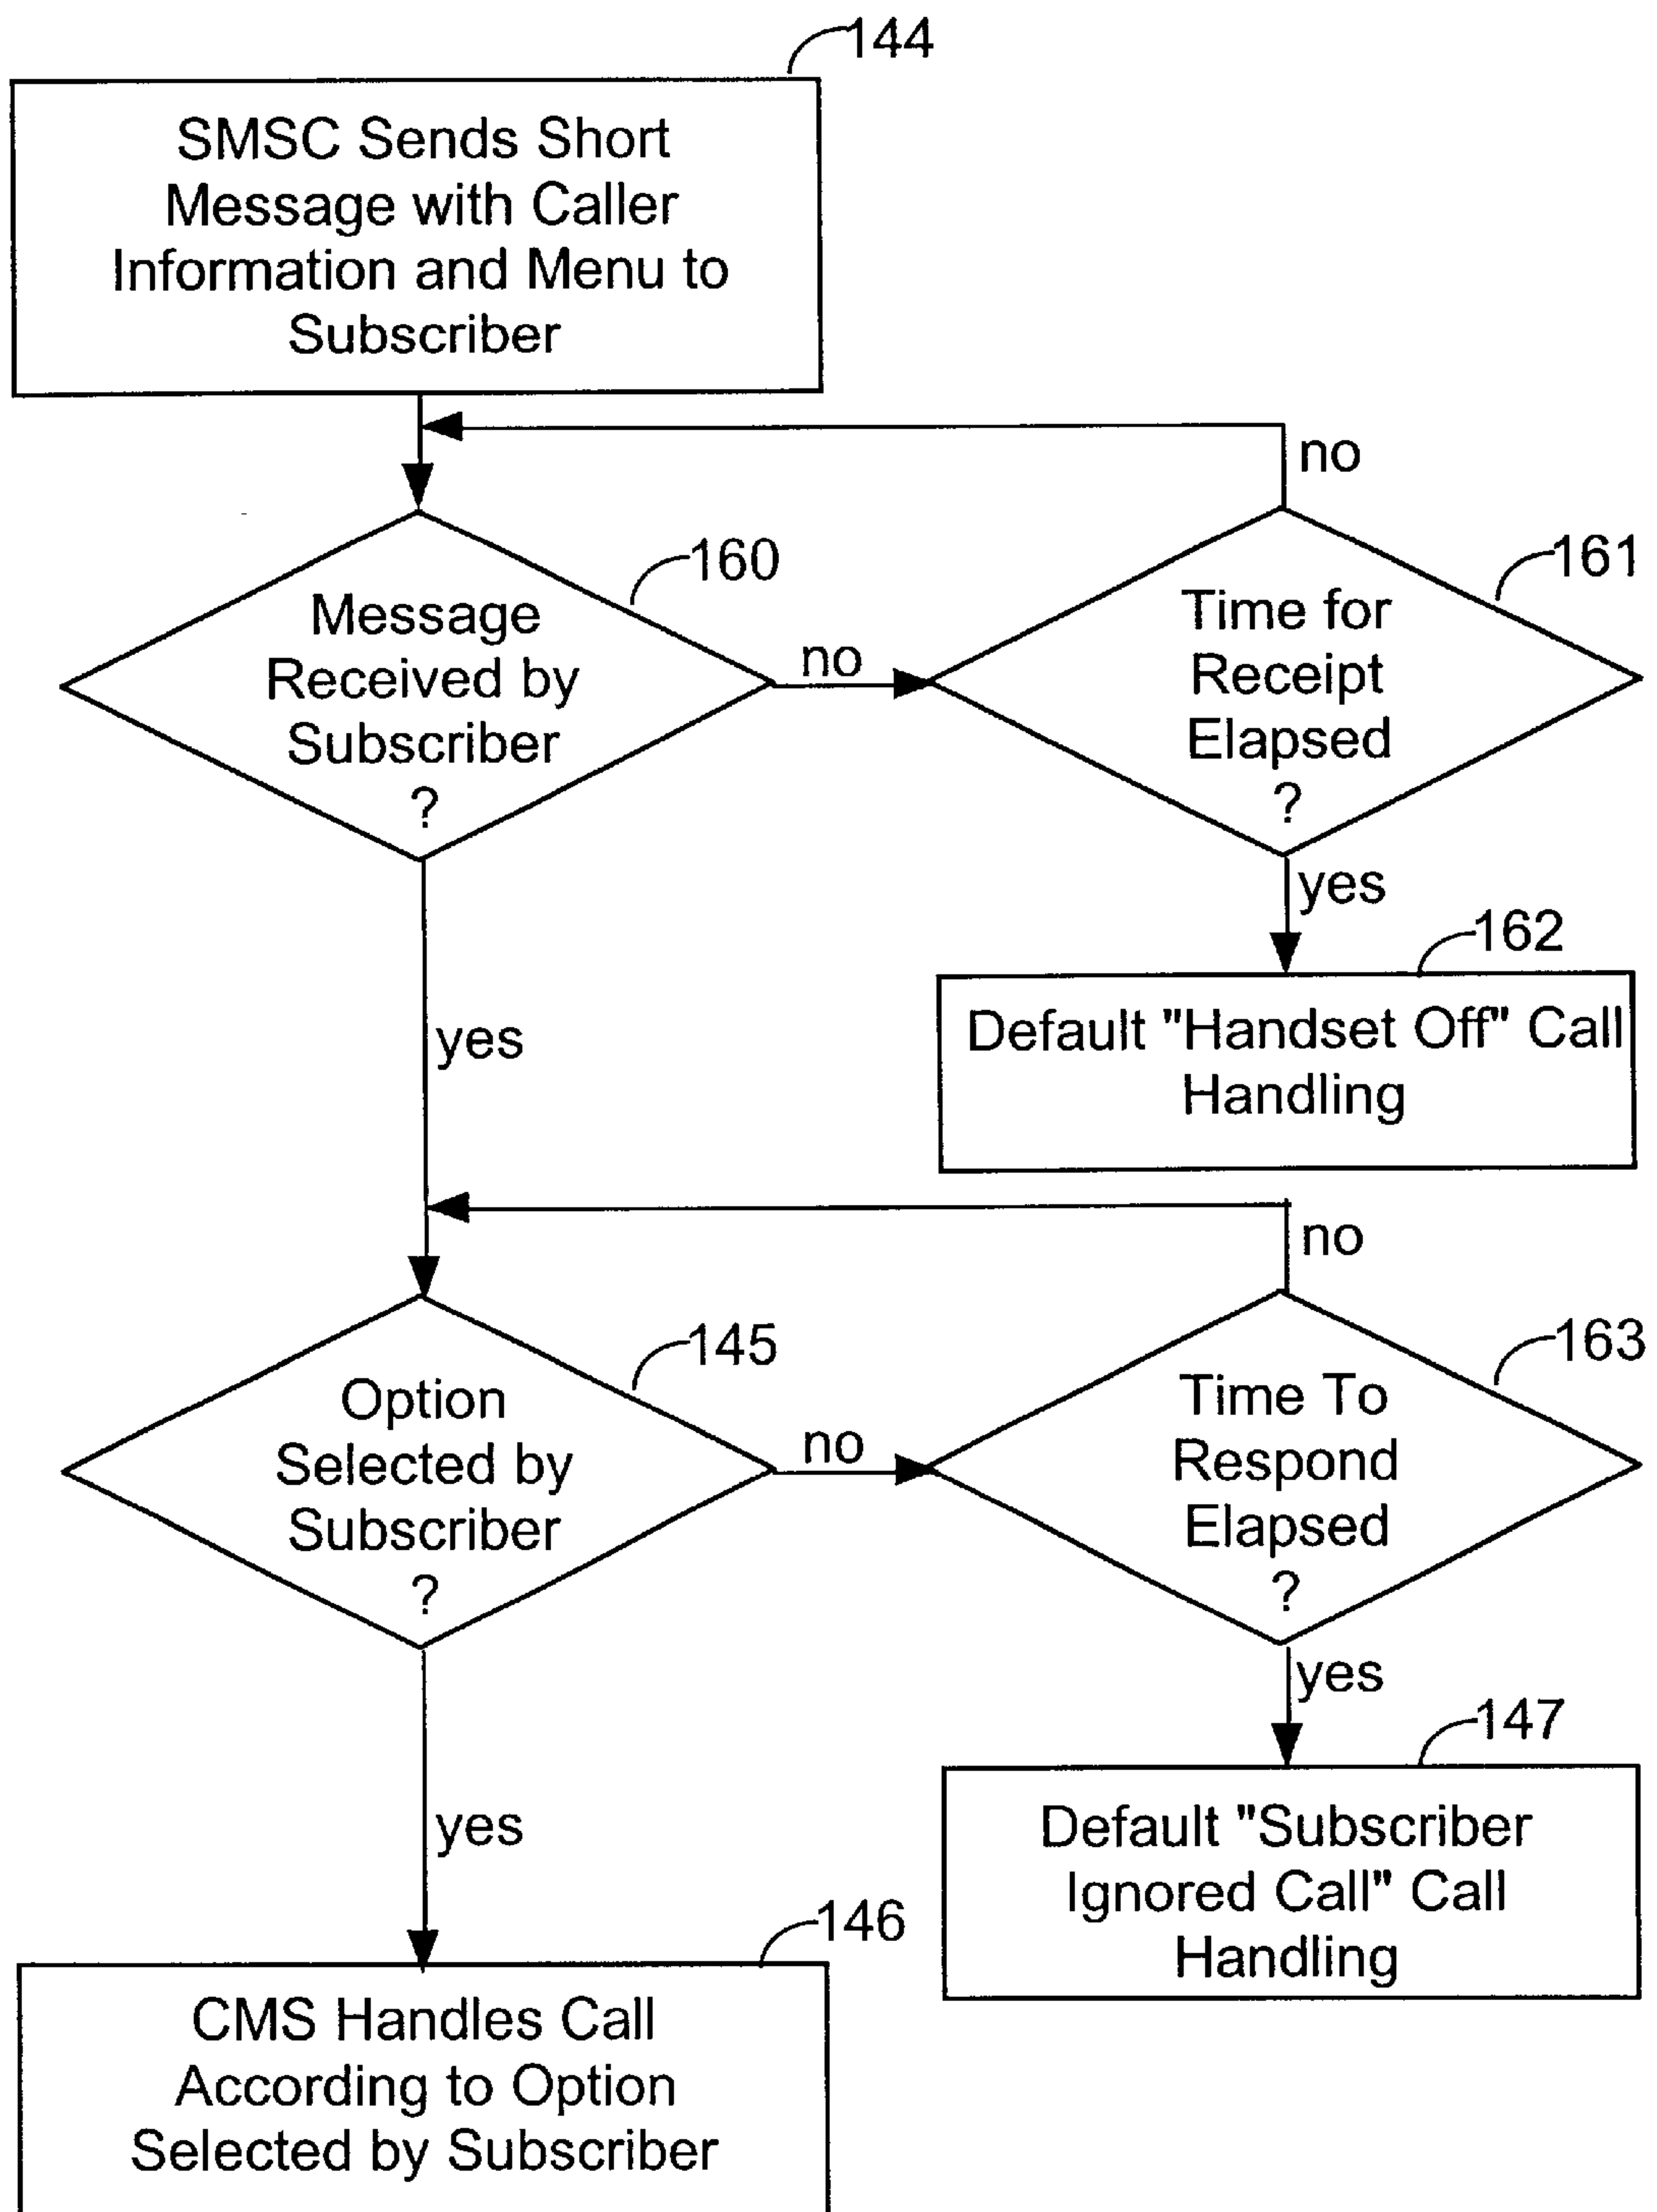 144
SMSC Sends Short
Message with Caller
Information and Menu to
Subscriber
no
160
Message
Received by
Subscriber
?
no
161
Time for
Receipt
Elapsed
?
yes
162
Default "Handset Off" Call
Handling
yes
no
145
Option
Selected by
Subscriber
?
no
163
Time To
Respond
Elapsed
?
yes
147
Default "Subscriber
Ignored Call" Call
Handling
yes
146
CMS Handles Call
According to Option
Selected by Subscriber